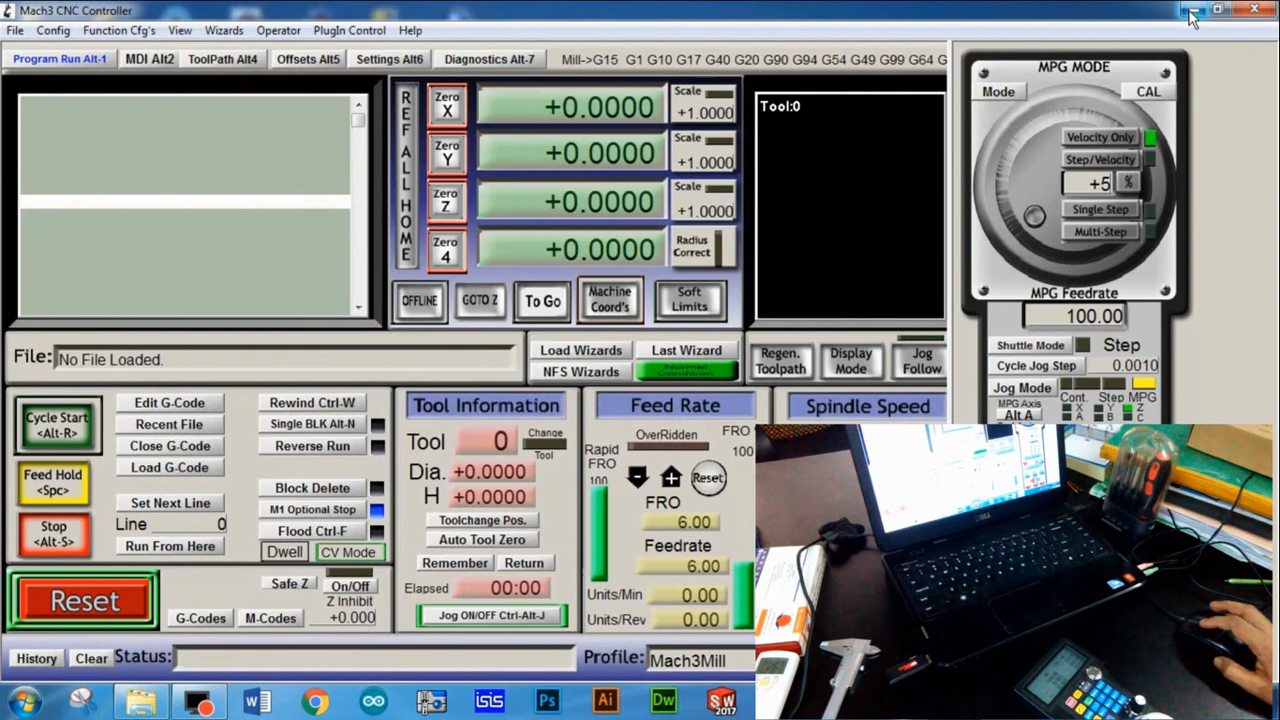 Mach3 CNC Controller
File Config Function Cfg's View Wizards Operator PlugIn Control Help
Program Run Alt-1 MDI Alt2 ToolPath Alt4 Offsets Alt5 Settings Alt6 Diagnostics Alt-7 Mill->G15 G1 G10 G17 G40 G20 G90 G94 G54 G49 G99 G64 G
REF ALL HOME
Zero X +0.0000 Scale +1.0000
Zero Y +0.0000 Scale +1.0000
Zero Z +0.0000 Scale +1.0000
Zero 4 +0.0000 Radius Correct
OFFLINE GOTO Z To Go Machine Coord's Soft Limits
Tool:0
MPG MODE
Mode CAL
Velocity Only
Step/Velocity
+5 %
Single Step
Multi-Step
MPG Feedrate
100.00
Shuttle Mode Step
Cycle Jog Step 0.0010
Jog Mode Cont. Step MPG
MPG Axis X Y Z
Alt A A B C
File: No File Loaded.
Load Wizards Last Wizard
NFS Wizards Normal Condition
Regen. Toolpath Display Mode Jog Follow
Cycle Start <Alt-R>
Feed Hold <Spc>
Stop <Alt-S>
Reset
Edit G-Code
Recent File
Close G-Code
Load G-Code
Set Next Line
Line 0
Run From Here
Rewind Ctrl-W
Single BLK Alt-N
Reverse Run
Block Delete
M1 Optional Stop
Flood Ctrl-F
Dwell CV Mode
Safe Z On/Off
Z Inhibit
+0.000
G-Codes M-Codes
Tool Information
Tool 0 Change Tool
Dia. +0.0000
H +0.0000
Toolchange Pos.
Auto Tool Zero
Remember Return
Elapsed 00:00
Jog ON/OFF Ctrl-Alt-J
Feed Rate
OverRidden FRO
Rapid FRO 100
100
Reset
FRO
6.00
Feedrate
6.00
Units/Min 0.00
Units/Rev 0.00
Spindle Speed
History Clear Status: Profile: Mach3Mill
W isis Ps Ai Dw SW 2017
DELL